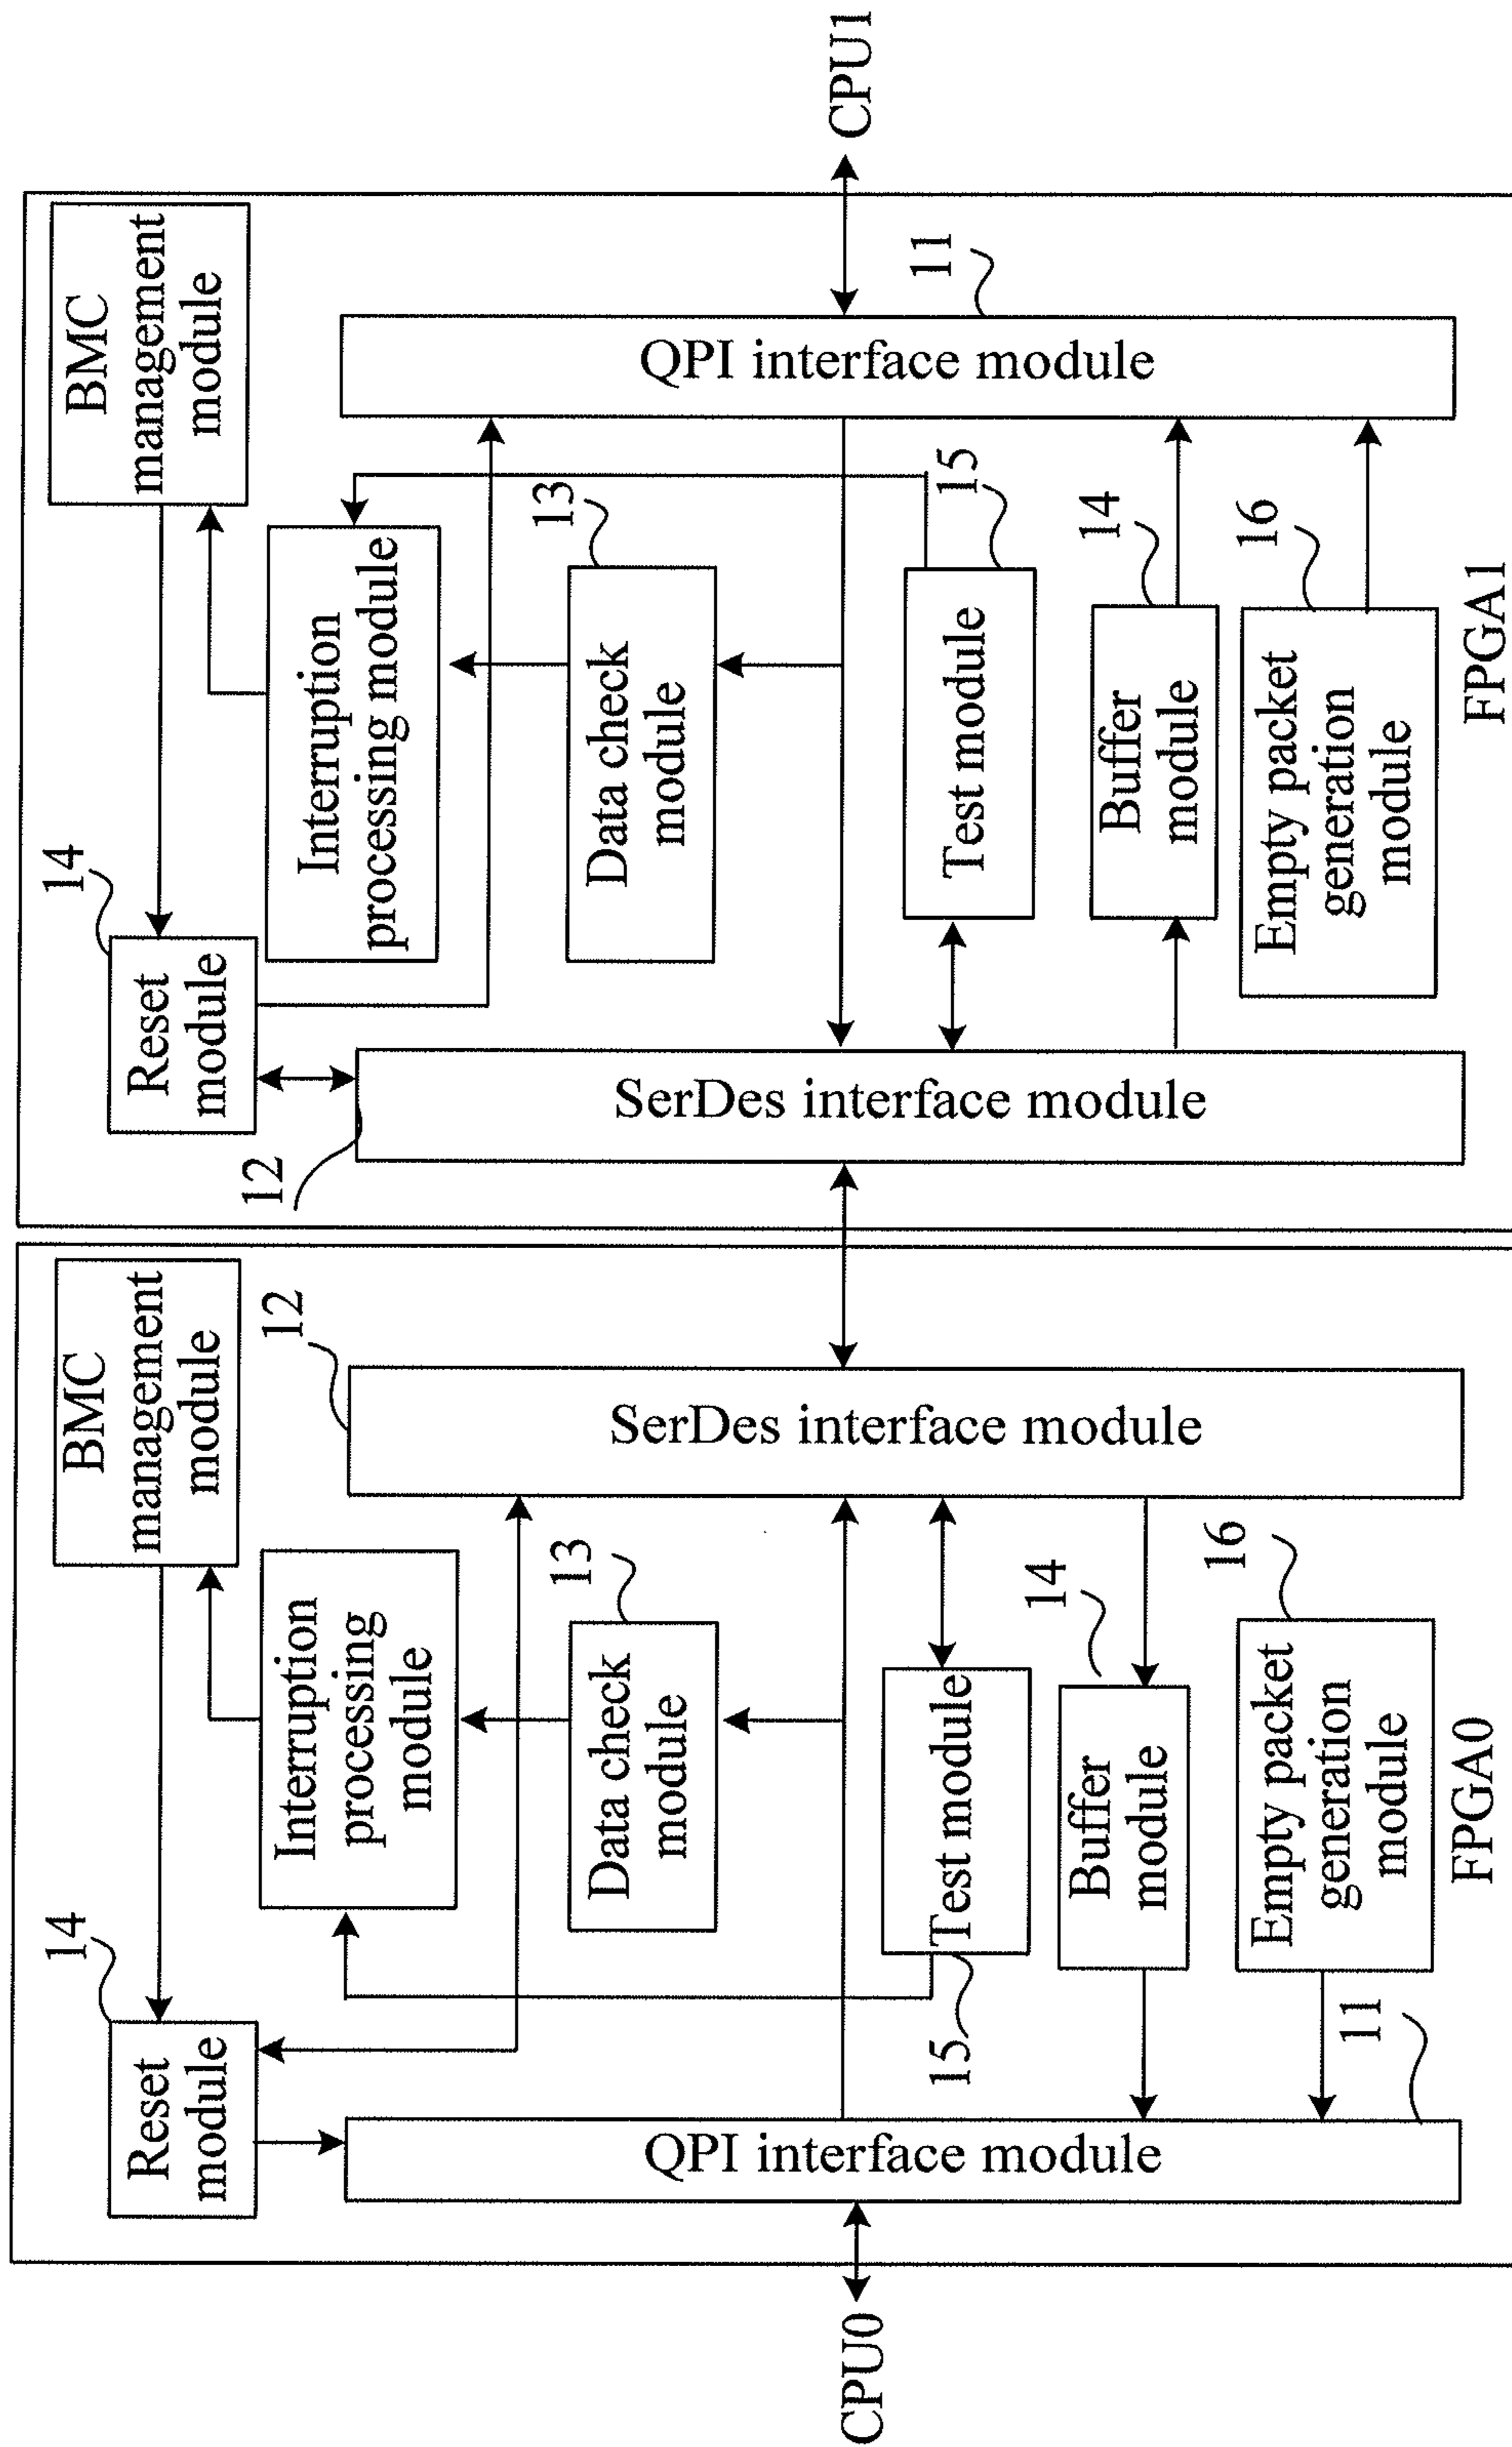 CPU0
QPI interface module
11
Reset
module
14
BMC
management
module
Interruption
processing
module
Data check
module
13
Test module
15
Buffer
module
14
Empty packet
generation
module
16
SerDes interface module
12
FPGA0
SerDes interface module
12
Reset
module
14
BMC
management
module
Interruption
processing module
Data check
module
13
Test module
15
Buffer
module
14
Empty packet
generation
module
16
QPI interface module
11
FPGA1
CPU1